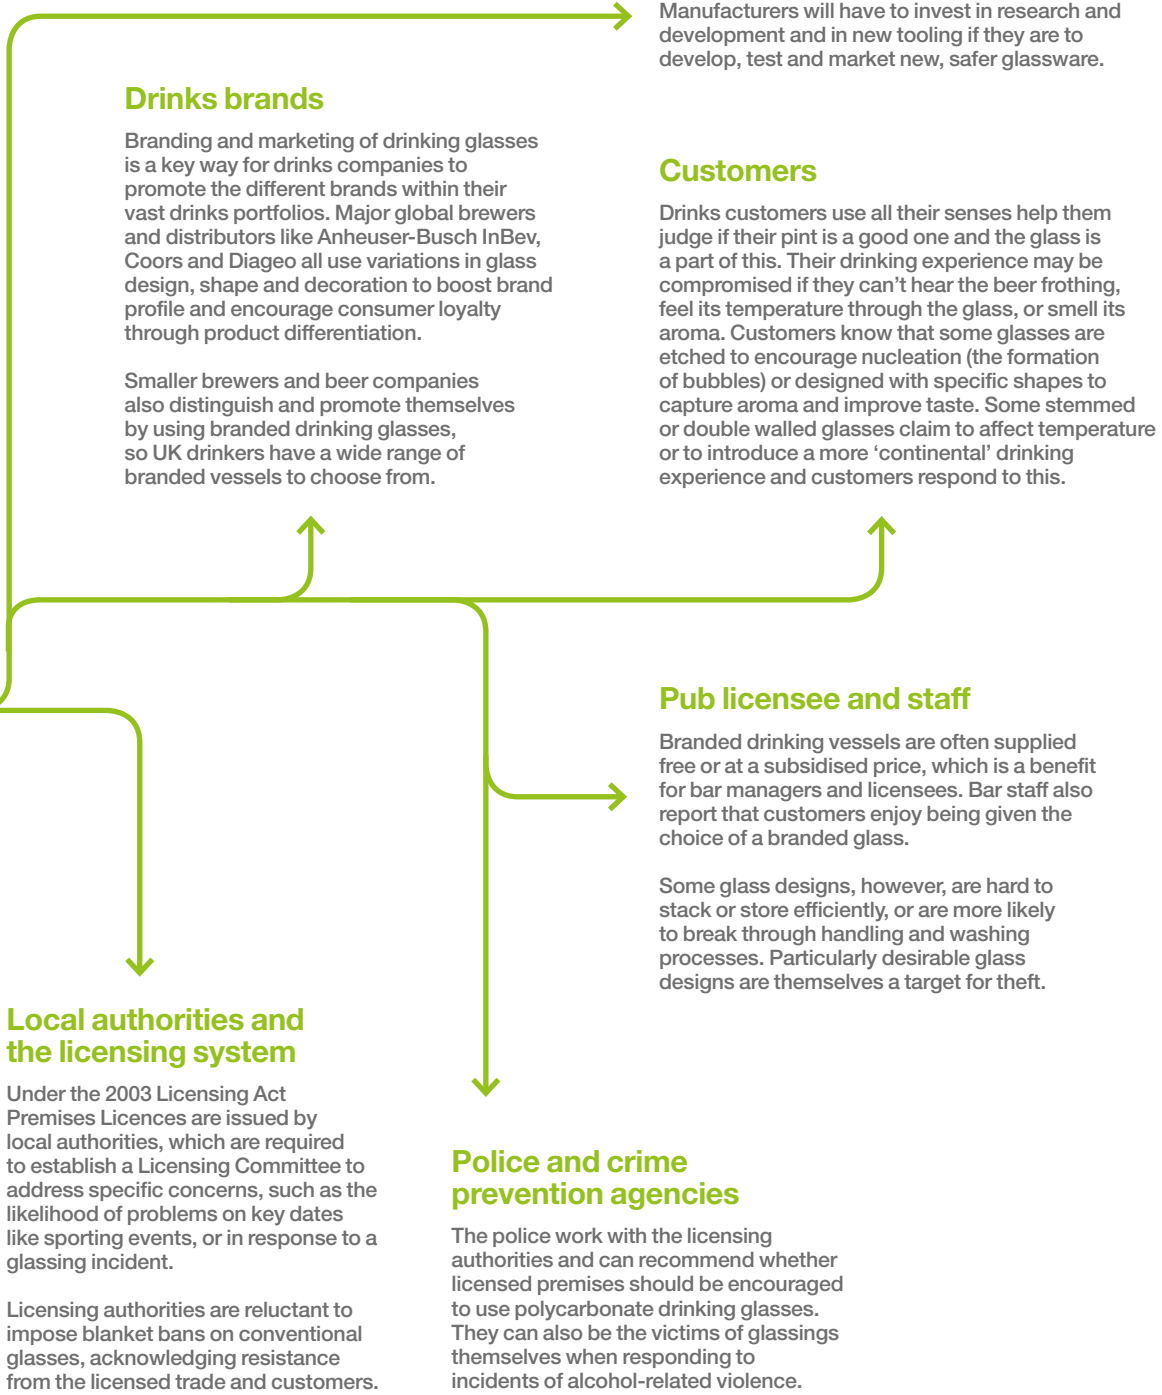 Manufacturers will have to invest in research and
development and in new tooling if they are to
develop, test and market new, safer glassware.
Drinks brands
Branding and marketing of drinking glasses
is a key way for drinks companies to
promote the different brands within their
vast drinks portfolios. Major global brewers
and distributors like Anheuser-Busch InBev,
Coors and Diageo all use variations in glass
design, shape and decoration to boost brand
profile and encourage consumer loyalty
through product differentiation.
Smaller brewers and beer companies
also distinguish and promote themselves
by using branded drinking glasses,
so UK drinkers have a wide range of
branded vessels to choose from.
Customers
Drinks customers use all their senses help them
judge if their pint is a good one and the glass is
a part of this. Their drinking experience may be
compromised if they can’t hear the beer frothing,
feel its temperature through the glass, or smell its
aroma. Customers know that some glasses are
etched to encourage nucleation (the formation
of bubbles) or designed with specific shapes to
capture aroma and improve taste. Some stemmed
or double walled glasses claim to affect temperature
or to introduce a more ‘continental’ drinking
experience and customers respond to this.
Pub licensee and staff
Branded drinking vessels are often supplied
free or at a subsidised price, which is a benefit
for bar managers and licensees. Bar staff also
report that customers enjoy being given the
choice of a branded glass.
Some glass designs, however, are hard to
stack or store efficiently, or are more likely
to break through handling and washing
processes. Particularly desirable glass
designs are themselves a target for theft.
Local authorities and
the licensing system
Under the 2003 Licensing Act
Premises Licences are issued by
local authorities, which are required
to establish a Licensing Committee to
address specific concerns, such as the
likelihood of problems on key dates
like sporting events, or in response to a
glassing incident.
Licensing authorities are reluctant to
impose blanket bans on conventional
glasses, acknowledging resistance
from the licensed trade and customers.
Police and crime
prevention agencies
The police work with the licensing
authorities and can recommend whether
licensed premises should be encouraged
to use polycarbonate drinking glasses.
They can also be the victims of glassings
themselves when responding to
incidents of alcohol-related violence.